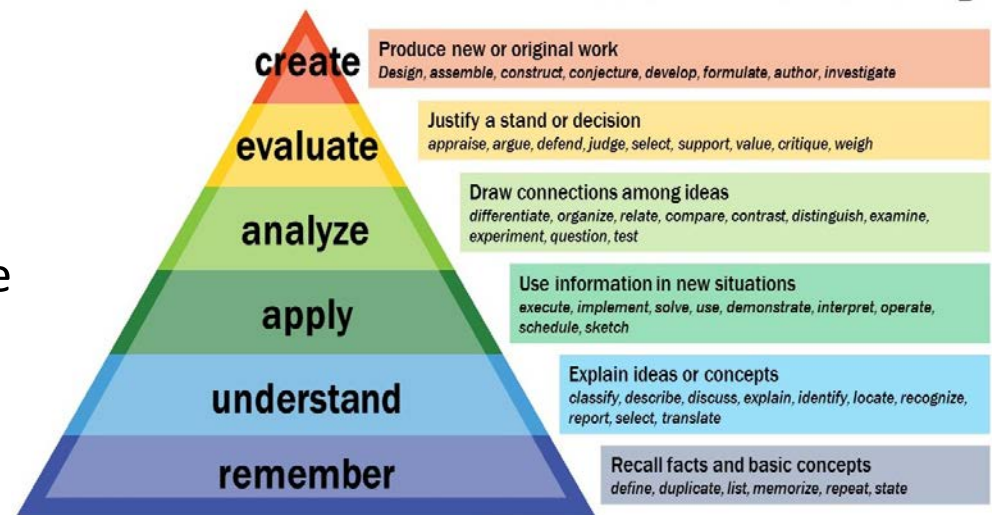 create
Produce new or original work
Design, assemble, construct, conjecture, develop, formulate, author, investigate
evaluate
Justify a stand or decision
appraise, argue, defend, judge, select, support, value, critique, weigh
analyze
Draw connections among ideas
differentiate, organize, relate, compare, contrast, distinguish, examine,
experiment, question, test
e
apply
Use information in new situations
execute, implement, solve, use, demonstrate, interpret, operate,
schedule, sketch
understand
Explain ideas or concepts
classify, describe, discuss, explain, identify, locate, recognize,
report, select, translate
remember
Recall facts and basic concepts
define, duplicate, list, memorize, repeat, state